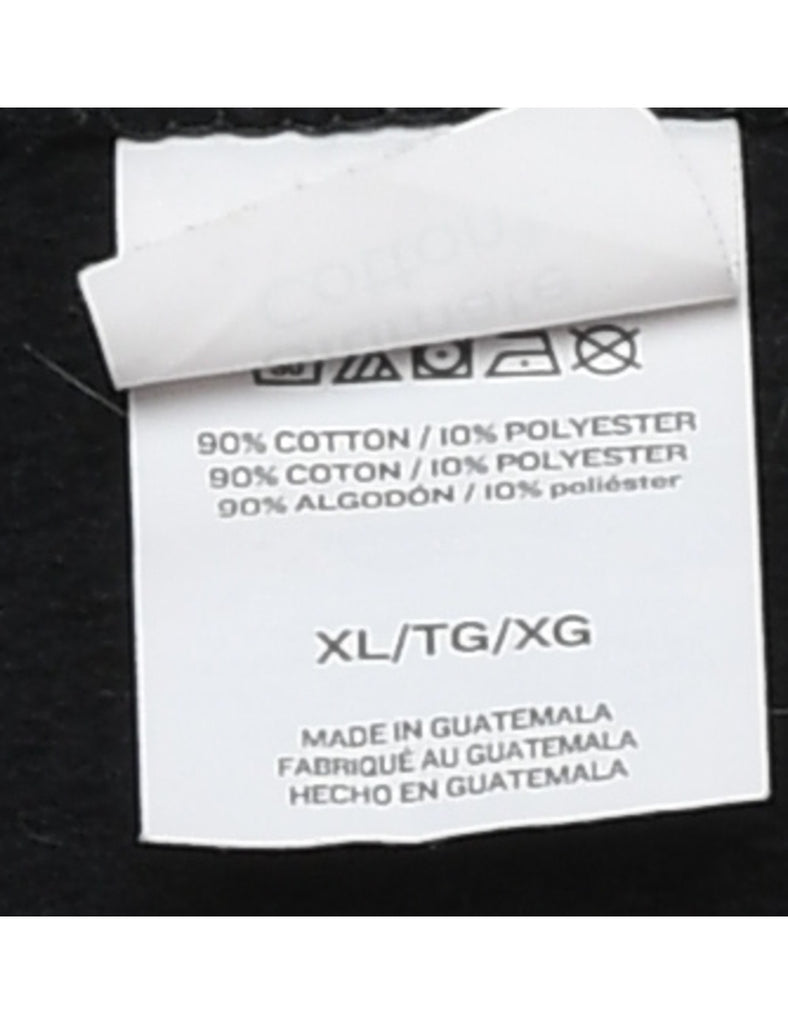 Cotton
90% COTTON / 10% POLYESTER
90% COTON / 10% POLYESTER
90% ALGODÓN / 10% poliéster
XL/TG/XG
MADE IN GUATEMALA
FABRIQUÉ AU GUATEMALA
HECHO EN GUATEMALA